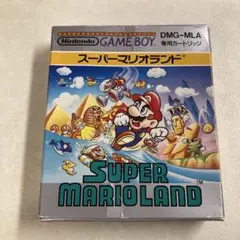 Nintendo GAME BOY
DMG-MLA
専用カートリッジ
スーパーマリオランド
SUPER
MARIOLAND
TM